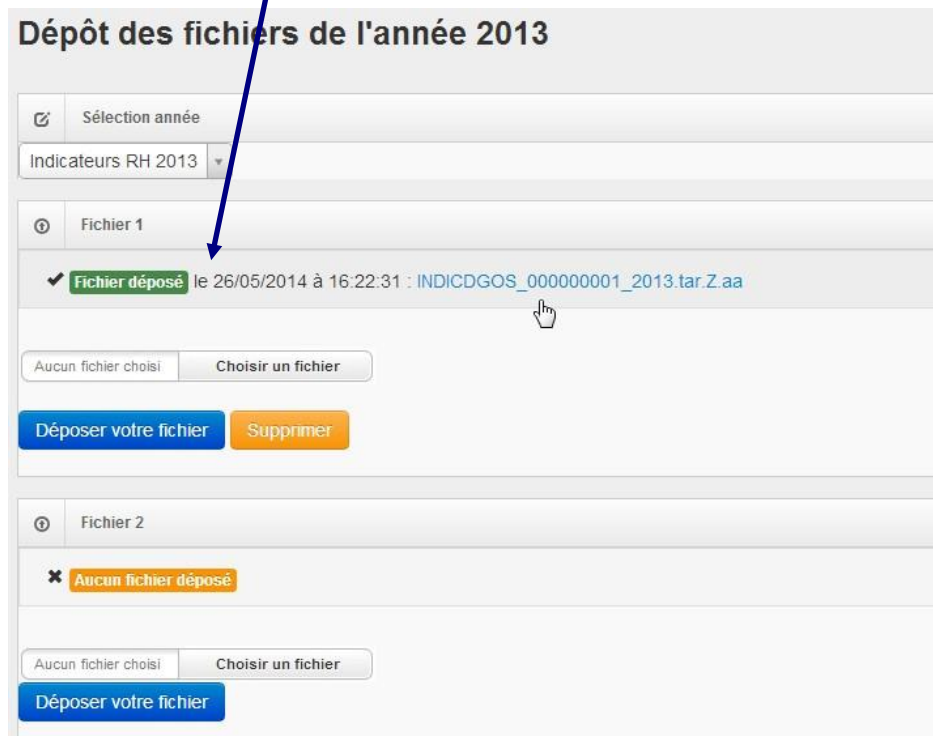 Dépôt des fichiers de l'année 2013
Sélection année
Indicateurs RH 2013
Fichier 1
Fichier déposé le 26/05/2014 à 16:22:31 : INDICDGOS_000000001_2013.tar.Z.aa
Aucun fichier choisi Choisir un fichier
Déposer votre fichier Supprimer
Fichier 2
Aucun fichier déposé
Aucun fichier choisi Choisir un fichier
Déposer votre fichier